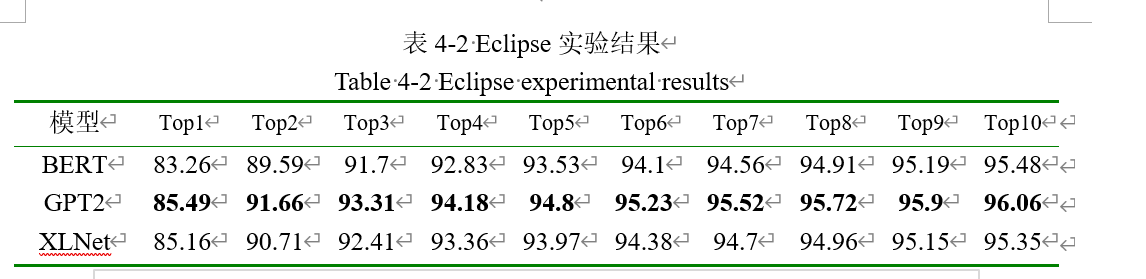 表 4-2 Eclipse 实验结果
Table 4-2 Eclipse experimental results
模型 Top1 Top2 Top3 Top4 Top5 Top6 Top7 Top8 Top9 Top10
BERT 83.26 89.59 91.7 92.83 93.53 94.1 94.56 94.91 95.19 95.48
GPT2 85.49 91.66 93.31 94.18 94.8 95.23 95.52 95.72 95.9 96.06
XLNet 85.16 90.71 92.41 93.36 93.97 94.38 94.7 94.96 95.15 95.35